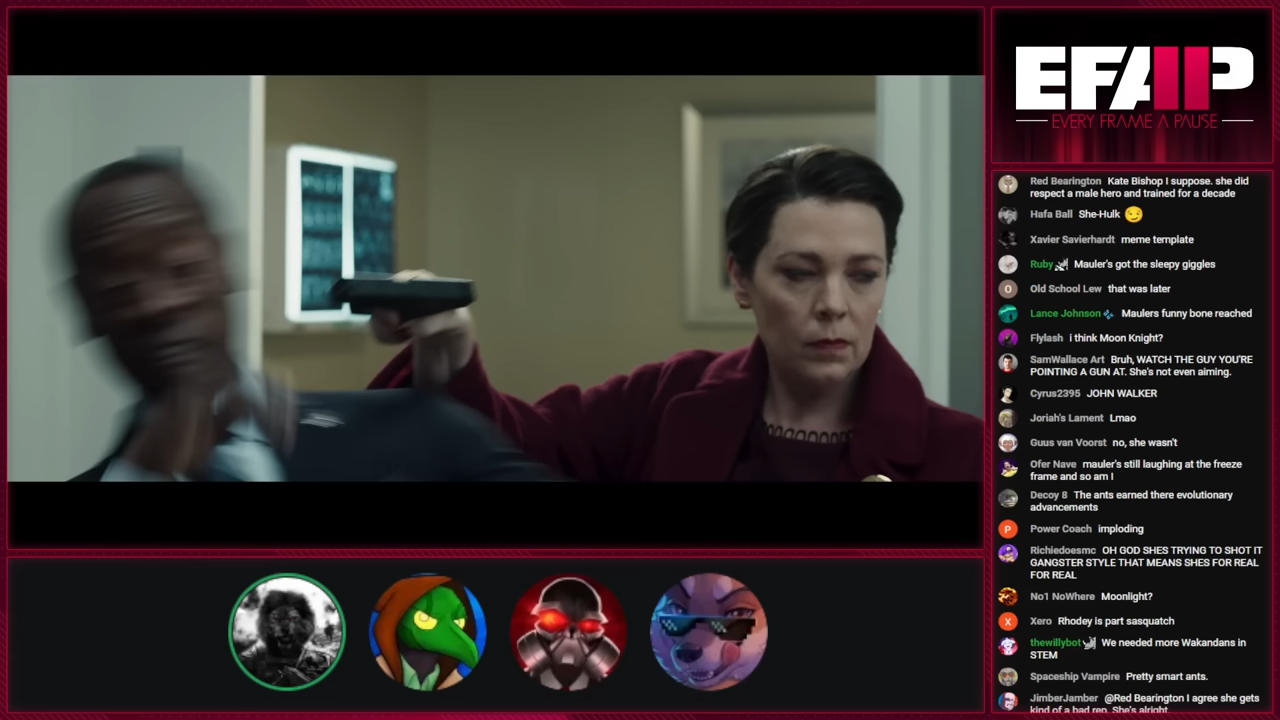 EFAP
EVERY FRAME A PAUSE
Red Bearington Kate Bishop I suppose. she did
respect a male hero and trained for a decade
Hafa Ball She-Hulk 😏
Xavier Savierhardt meme template
Ruby Mauler's got the sleepy giggles
O
Old School Lew that was later
Lance Johnson Maulers funny bone reached
Flylash i think Moon Knight?
SamWallace Art Bruh, WATCH THE GUY YOU'RE
POINTING A GUN AT. She's not even aiming.
Cyrus2395 JOHN WALKER
Joriah's Lament Lmao
Guus van Voorst no, she wasn't
Ofer Nave mauler's still laughing at the freeze
frame and so am I
Decoy 8 The ants earned there evolutionary
advancements
P
Power Coach imploding
Richiedoesmc OH GOD SHES TRYING TO SHOT IT
GANGSTER STYLE THAT MEANS SHES FOR REAL
FOR REAL
No1 NoWhere Moonlight?
X
Xero Rhodey is part sasquatch
thewillybot We needed more Wakandans in
STEM
Spaceship Vampire Pretty smart ants.
JimberJamber @Red Bearington I agree she gets
kind of a bad rep. She's alright.